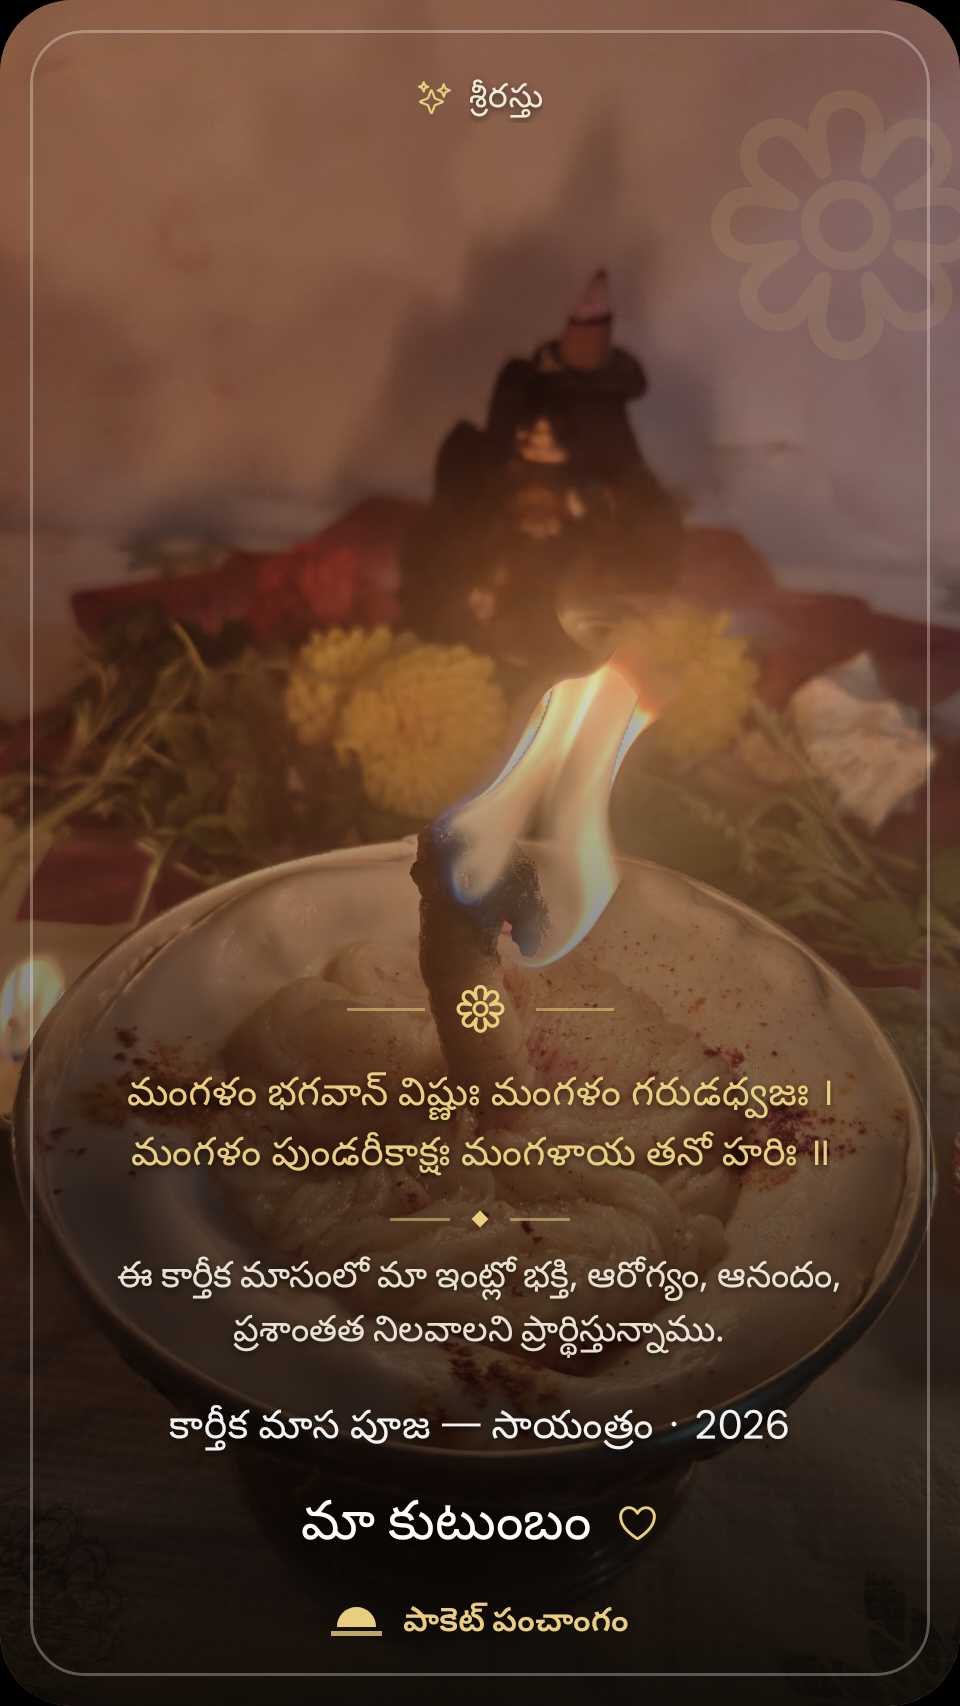 శ్రీరస్తు
మంగళం భగవాన్ విష్ణుః మంగళం గరుడధ్వజః ।
మంగళం పుండరీకాక్షః మంగళాయ తనో హరిః ॥
ఈ కార్తీక మాసంలో మా ఇంట్లో భక్తి, ఆరోగ్యం, ఆనందం,
ప్రశాంతత నిలవాలని ప్రార్థిస్తున్నాము.
కార్తీక మాస పూజ — సాయంత్రం · 2026
మా కుటుంబం
పాకెట్ పంచాంగం